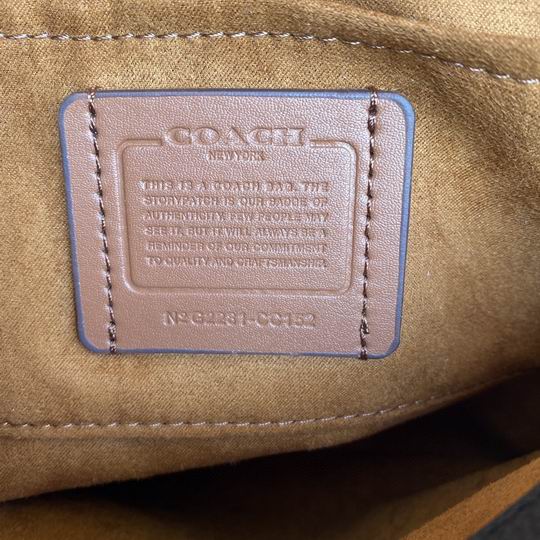 COACH
NEW YORK
THIS IS A COACH BAG. THE
STORYPATCH IS OUR BADGE OF
AUTHENTICITY. FEW PEOPLE MAY
SEE IT, BUT IT WILL ALWAYS BE A
REMINDER OF OUR COMMITMENT
TO QUALITY AND CRAFTSMANSHIP.
Nº G2231-CC152